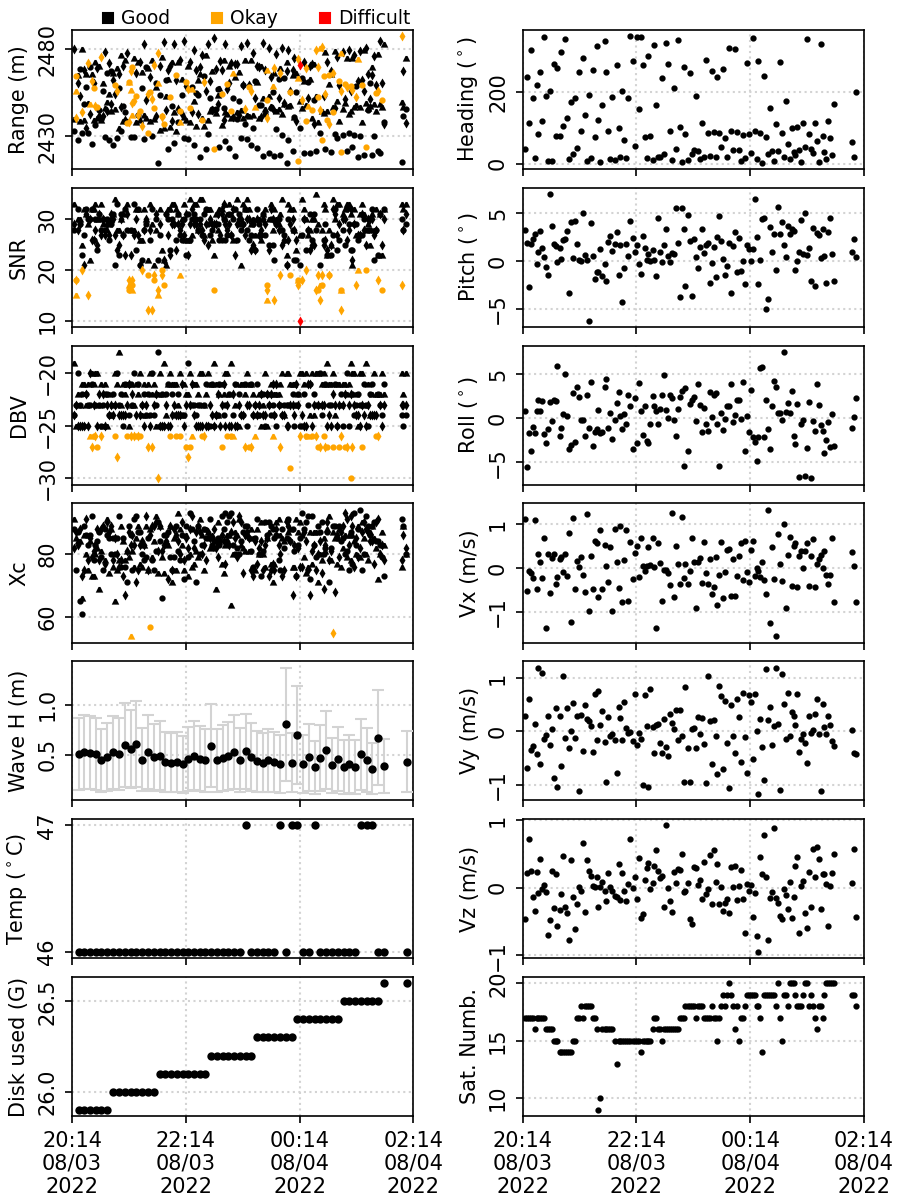 Good Okay Difficult
Range (m)
2480
2430
Heading (°)
200
0
SNR
30
20
10
Pitch (°)
5
0
−5
DBV
−20
−25
−30
Roll (°)
5
0
−5
Xc
80
60
Vx (m/s)
1
0
−1
Wave H (m)
1.0
0.5
Vy (m/s)
1
0
−1
Temp (°C)
47
46
Vz (m/s)
1
0
−1
Disk used (G)
26.5
26.0
Sat. Numb.
20
15
10
20:14 22:14 00:14 02:14
08/03 08/03 08/04 08/04
2022 2022 2022 2022
20:14 22:14 00:14 02:14
08/03 08/03 08/04 08/04
2022 2022 2022 2022